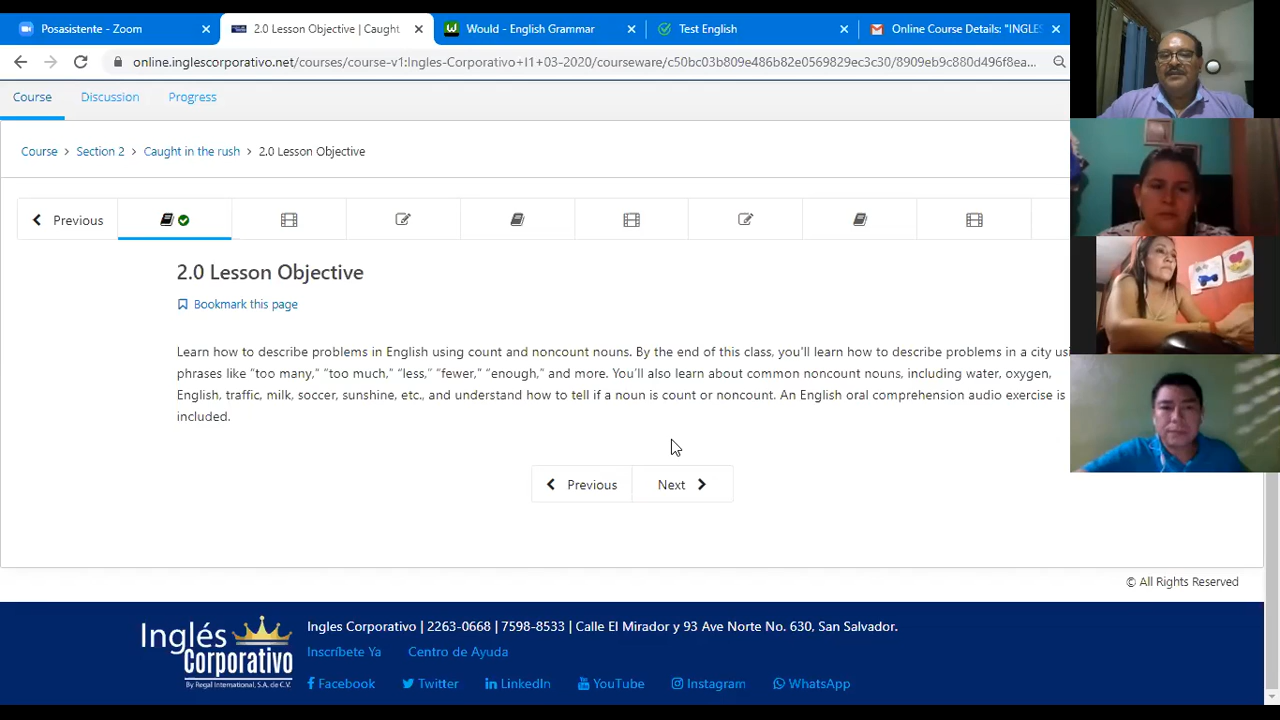 Posasistente - Zoom
2.0 Lesson Objective | Caught
Would - English Grammar
Test English
Online Course Details: "INGLES
online.inglescorporativo.net/courses/course-v1:Ingles-Corporativo+I1+03-2020/courseware/c50bc03b809e486b82e0569829ec3c30/8909eb9c880d496f8ea...
Course
Discussion
Progress
Course > Section 2 > Caught in the rush > 2.0 Lesson Objective
Previous
2.0 Lesson Objective
Bookmark this page
Learn how to describe problems in English using count and noncount nouns. By the end of this class, you'll learn how to describe problems in a city usi
phrases like "too many," "too much," "less," "fewer," "enough," and more. You'll also learn about common noncount nouns, including water, oxygen,
English, traffic, milk, soccer, sunshine, etc., and understand how to tell if a noun is count or noncount. An English oral comprehension audio exercise is
included.
Previous
Next
© All Rights Reserved
Inglés Corporativo
By Regal International, S.A. de C.V.
Ingles Corporativo | 2263-0668 | 7598-8533 | Calle El Mirador y 93 Ave Norte No. 630, San Salvador.
Inscríbete Ya
Centro de Ayuda
Facebook
Twitter
LinkedIn
YouTube
Instagram
WhatsApp